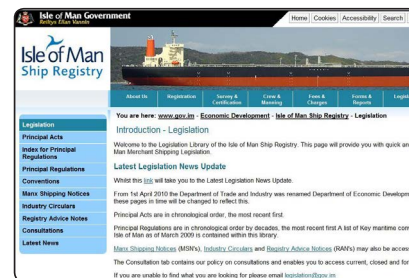 Isle of Man Government
Reiltys Ellan Vannin
Home Cookies Accessibility Search
Isle of Man
Ship Registry
About Us Registration Survey & Certification Crew & Manning Fees & Charges Forms & Reports
You are here: www.gov.im - Economic Development - Isle of Man Ship Registry - Legislation
Legislation
Principal Acts
Index for Principal
Regulations
Principal Regulations
Conventions
Manx Shipping Notices
Industry Circulars
Registry Advice Notes
Consultations
Latest News
Introduction - Legislation
Welcome to the Legislation Library of the Isle of Man Ship Registry. This page will provide you with quick an
Man Merchant Shipping Legislation.
Latest Legislation News Update
Whilst this link will take you to the Latest Legislation News Update.
From 1st April 2010 the Department of Trade and Industry was renamed Department of Economic Developm
these pages in time will be changed to reflect this.
Principal Acts are in chronological order, the most recent first.
Principal Regulations are in chronological order by decades, the most recent first A list of Key maritime con
Isle of Man as of March 2009 is contained within this library.
Manx Shipping Notices (MSN's), Industry Circulars and Registry Advice Notices (RAN's) may also be acces
The Consultation tab contains our policy on consultations and enables you to access current, closed and for
If you are unable to find what you are looking for please email legislation@gov.im